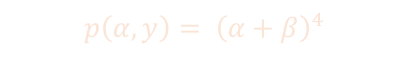 p(α, y) = (α + β)⁴